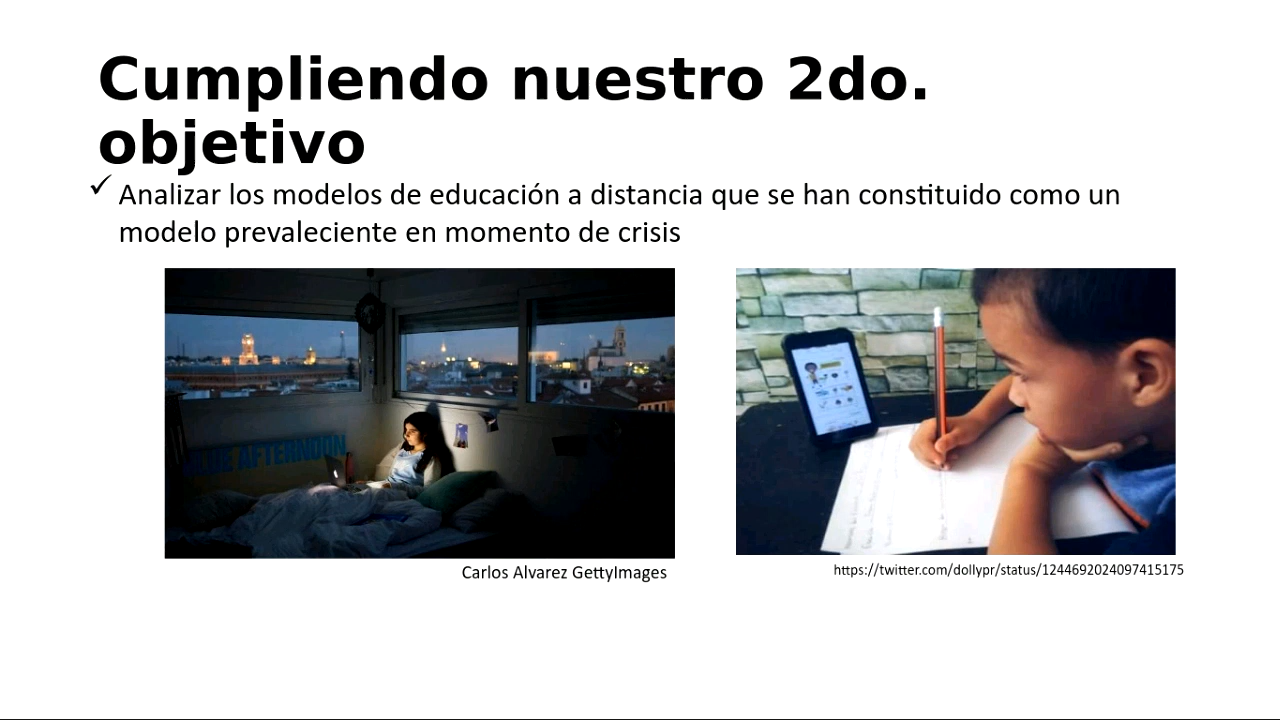 Cumpliendo nuestro 2do.
objetivo
Analizar los modelos de educación a distancia que se han constituido como un
modelo prevaleciente en momento de crisis
AFTERNOON
Carlos Alvarez GettyImages
https://twitter.com/dollypr/status/1244692024097415175